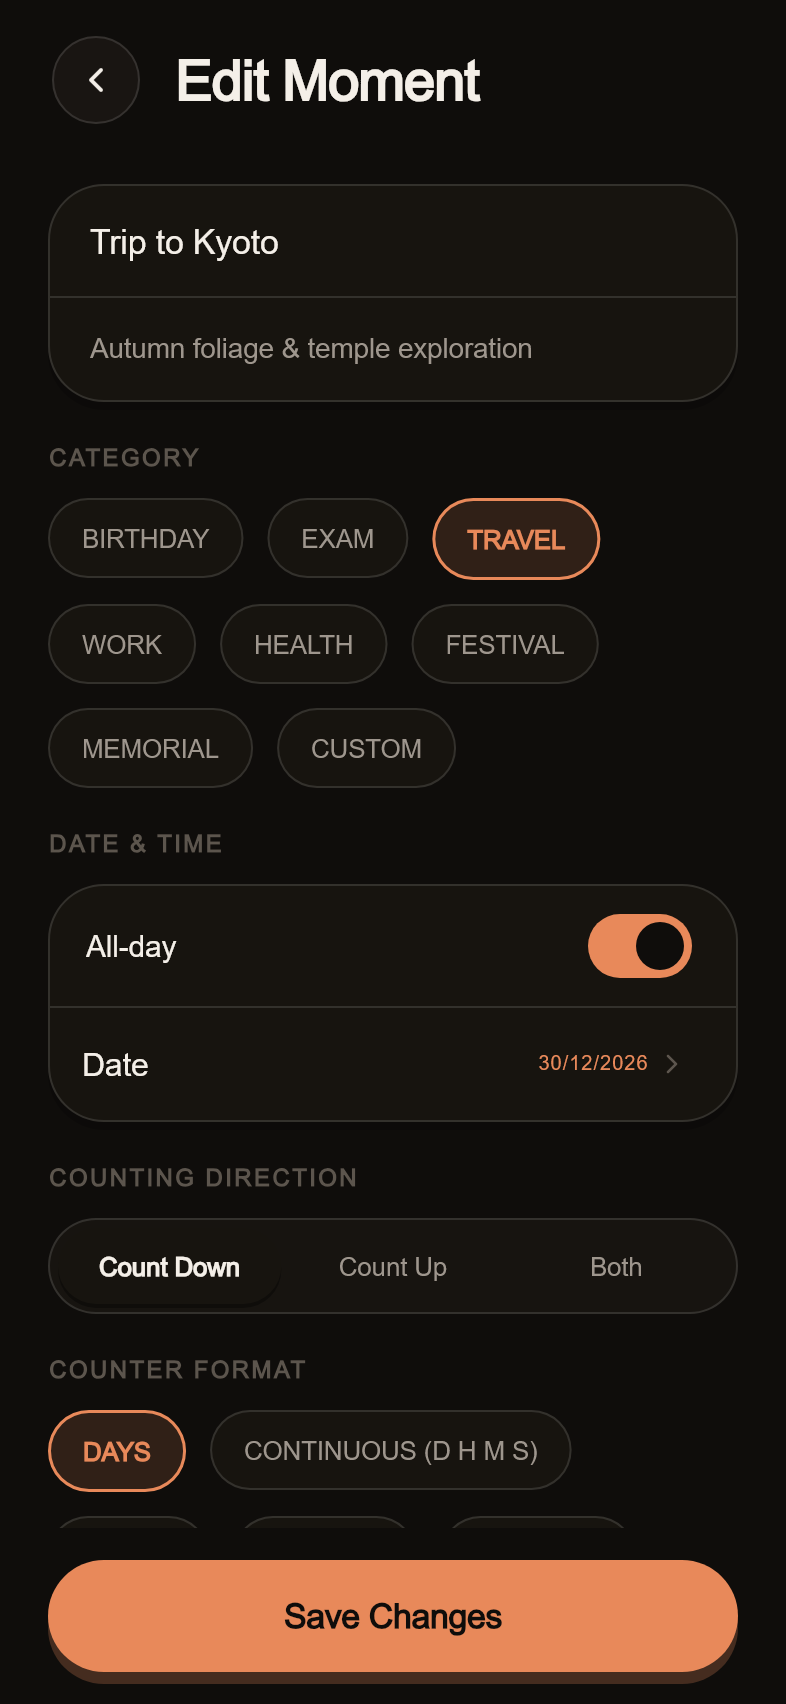 Edit Moment
Trip to Kyoto
Autumn foliage & temple exploration
CATEGORY
BIRTHDAY EXAM TRAVEL
WORK HEALTH FESTIVAL
MEMORIAL CUSTOM
DATE & TIME
All-day
Date 30/12/2026
COUNTING DIRECTION
Count Down Count Up Both
COUNTER FORMAT
DAYS CONTINUOUS (D H M S)
Save Changes